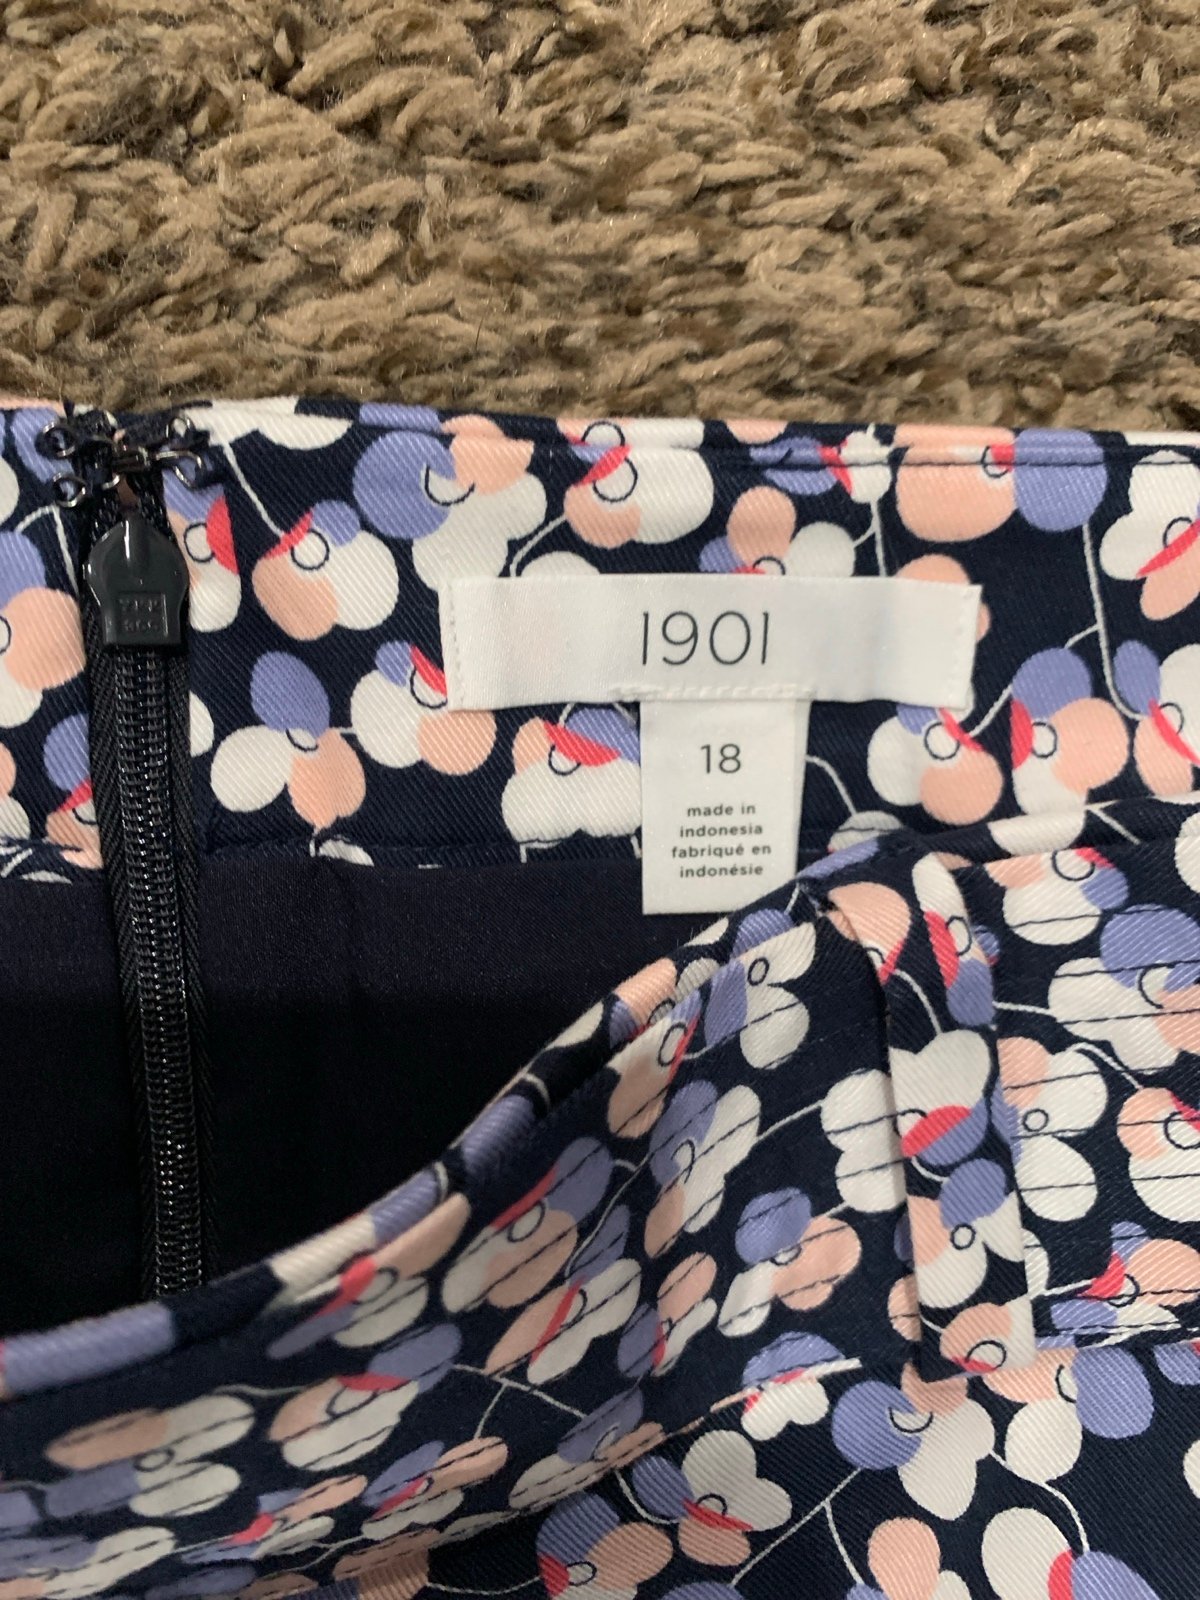 1901
18
made in
indonesia
fabriqué en
indonésie